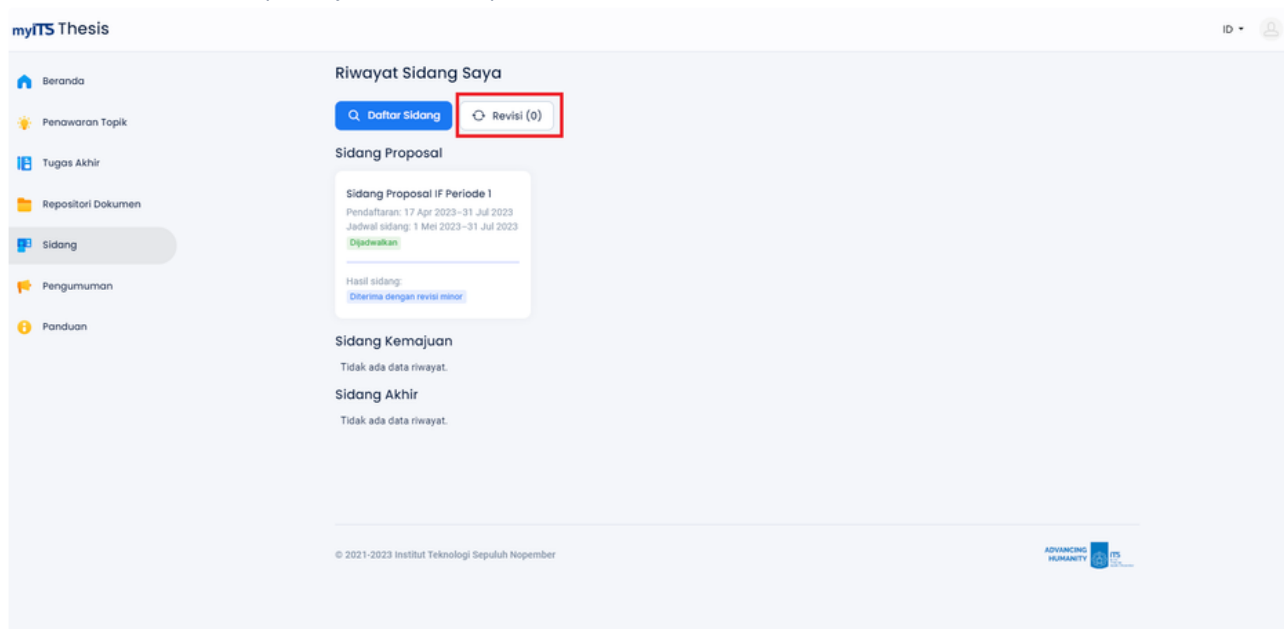 myITS Thesis
ID
Beranda
Penawaran Topik
Tugas Akhir
Repositori Dokumen
Sidang
Pengumuman
Panduan
Riwayat Sidang Saya
Daftar Sidang
Revisi (0)
Sidang Proposal
Sidang Proposal IF Periode 1
Pendaftaran: 17 Apr 2023–31 Jul 2023
Jadwal sidang: 1 Mei 2023–31 Jul 2023
Dijadwalkan
Hasil sidang:
Diterima dengan revisi minor
Sidang Kemajuan
Tidak ada data riwayat.
Sidang Akhir
Tidak ada data riwayat.
© 2021-2023 Institut Teknologi Sepuluh Nopember
ADVANCING
HUMANITY
ITS